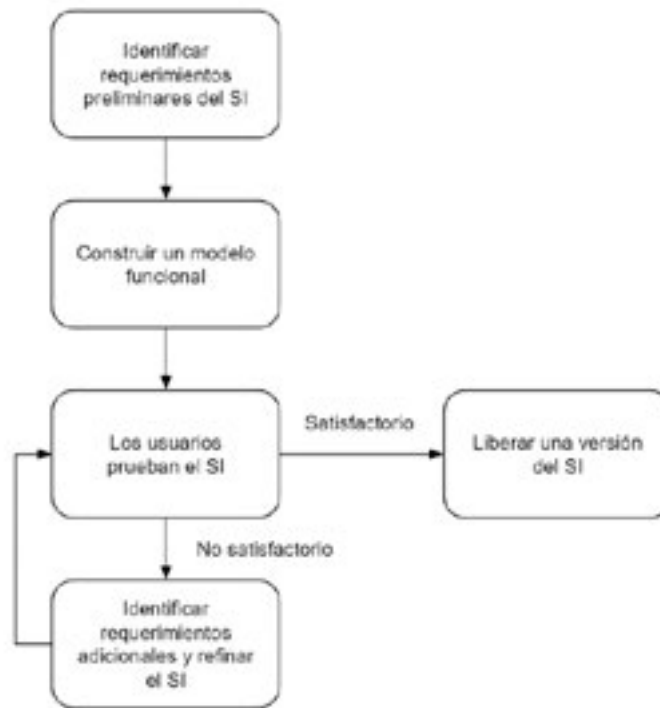 Identificar
requerimientos
preliminares del SI
Construir un modelo
funcional
Los usuarios
prueban el SI
Satisfactorio
Liberar una versión
del SI
No satisfactorio
Identificar
requerimientos
adicionales y refinar
el SI